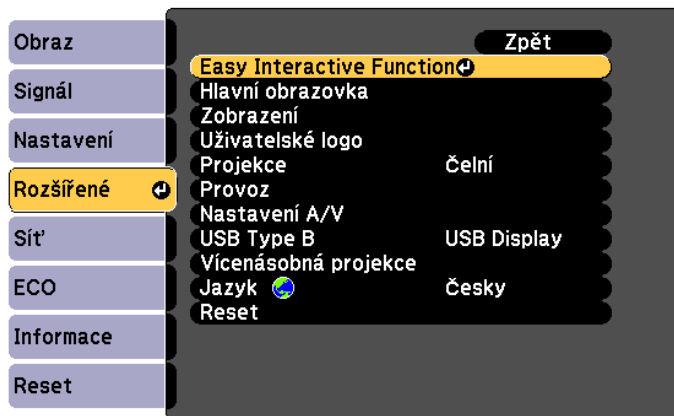 Obraz
Signál
Nastavení
Rozšířené
Síť
ECO
Informace
Reset
Zpět
Easy Interactive Function
Hlavní obrazovka
Zobrazení
Uživatelské logo
Projekce Čelní
Provoz
Nastavení A/V
USB Type B USB Display
Vícenásobná projekce
Jazyk Česky
Reset